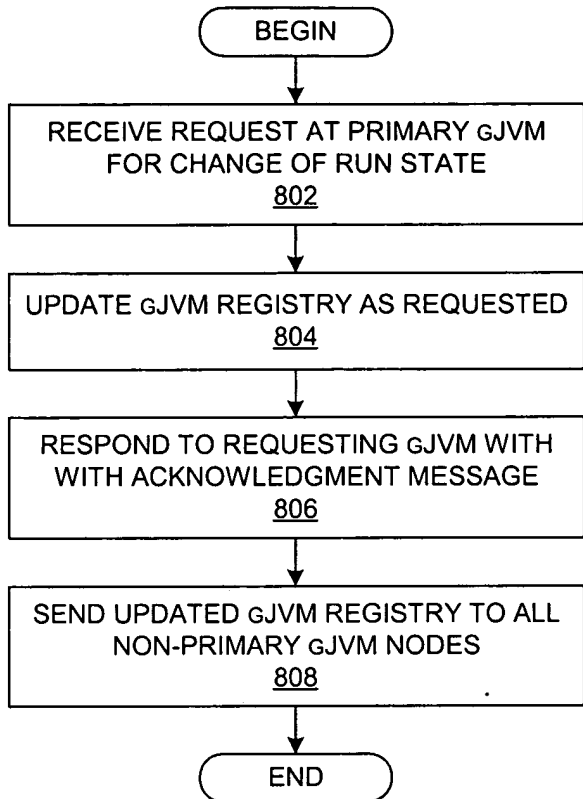 BEGIN
RECEIVE REQUEST AT PRIMARY GJVM
FOR CHANGE OF RUN STATE
802
UPDATE GJVM REGISTRY AS REQUESTED
804
RESPOND TO REQUESTING GJVM WITH
WITH ACKNOWLEDGMENT MESSAGE
806
SEND UPDATED GJVM REGISTRY TO ALL
NON-PRIMARY GJVM NODES
808
END